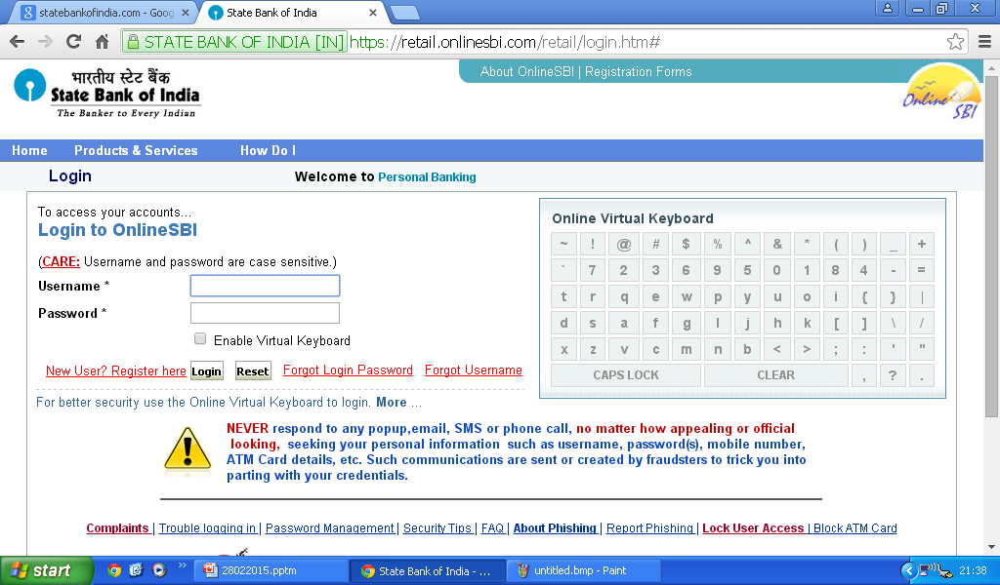 statebankofindia.com - Goog
State Bank of India
STATE BANK OF INDIA [IN] https://retail.onlinesbi.com/retail/login.htm#
About OnlineSBI | Registration Forms
भारतीय स्टेट बैंक
State Bank of India
The Banker to Every Indian
Online SBI
Home Products & Services How Do I
Login Welcome to Personal Banking
To access your accounts...
Login to OnlineSBI
(CARE: Username and password are case sensitive.)
Username *
Password *
Enable Virtual Keyboard
New User? Register here Login Reset Forgot Login Password Forgot Username
For better security use the Online Virtual Keyboard to login. More ...
Online Virtual Keyboard
~ ! @ # $ % ^ & * ( ) _ +
` 7 2 3 6 9 5 0 1 8 4 - =
t r q e w p y u o i { } |
d s a f g l j h k [ ] \ /
x z v c m n b < > ; : ' "
CAPS LOCK CLEAR , ? .
NEVER respond to any popup,email, SMS or phone call, no matter how appealing or official
looking, seeking your personal information such as username, password(s), mobile number,
ATM Card details, etc. Such communications are sent or created by fraudsters to trick you into
parting with your credentials.
Complaints | Trouble logging in | Password Management | Security Tips | FAQ | About Phishing | Report Phishing | Lock User Access | Block ATM Card
start 28022015.pptm State Bank of India - ... untitled.bmp - Paint 21:38